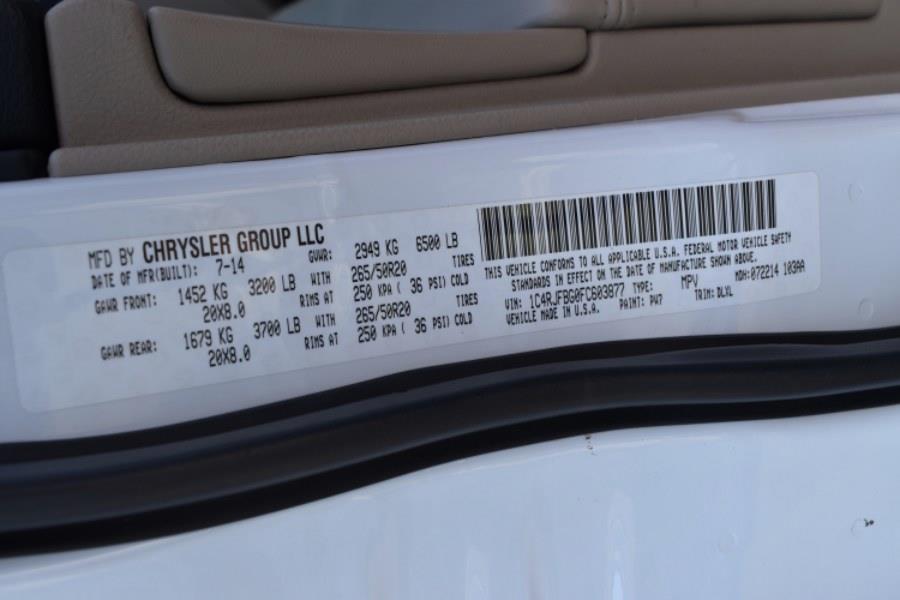 MFD BY CHRYSLER GROUP LLC
DATE OF MFR(BUILT): 7-14 GVWR: 2949 KG 6500 LB
GAWR FRONT: 1452 KG 3200 LB WITH 265/50R20 TIRES
20X8.0 RIMS AT 250 KPA ( 36 PSI) COLD
GAWR REAR: 1679 KG 3700 LB WITH 265/50R20 TIRES
20X8.0 RIMS AT 250 KPA ( 36 PSI) COLD
THIS VEHICLE CONFORMS TO ALL APPLICABLE U.S.A. FEDERAL MOTOR VEHICLE SAFETY
STANDARDS IN EFFECT ON THE DATE OF MANUFACTURE SHOWN ABOVE.
VIN: 1C4RJFBG0FC603877 TYPE: MPV MDH: 072214 103AA
VEHICLE MADE IN U.S.A. PAINT: PW7 TRIM: DLXL